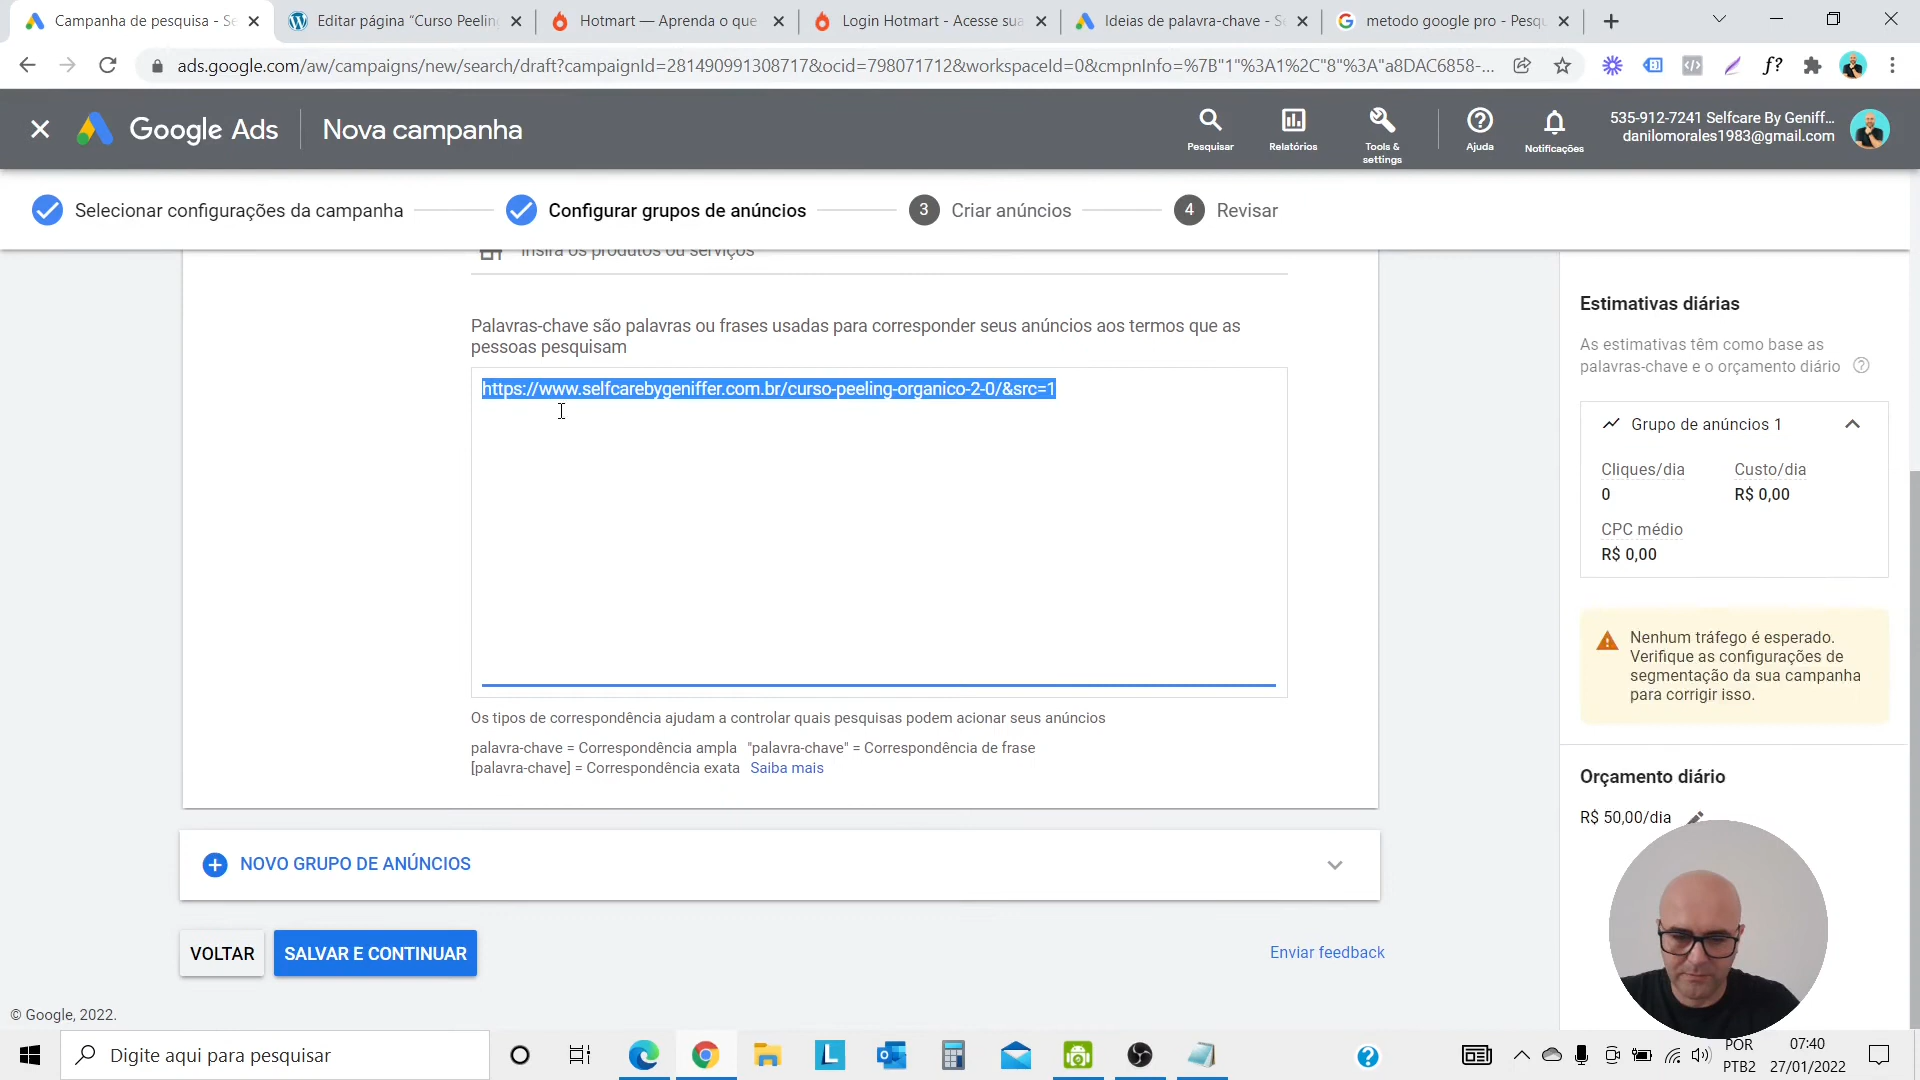 Campanha de pesquisa - Se
Editar página “Curso Peeling
Hotmart — Aprenda o que
Login Hotmart - Acesse sua
Ideias de palavra-chave - Se
metodo google pro - Pesqu
ads.google.com/aw/campaigns/new/search/draft?campaignId=281490991308717&ocid=798071712&workspaceId=0&cmpnInfo=%7B"1"%3A1%2C"8"%3A"a8DAC6858-...
f?
Google Ads
Nova campanha
Pesquisar
Relatórios
Tools &
settings
Ajuda
Notificações
535-912-7241 Selfcare By Geniff...
danilomorales1983@gmail.com
Selecionar configurações da campanha
Configurar grupos de anúncios
3 Criar anúncios
4 Revisar
Insira os produtos ou serviços
Palavras-chave são palavras ou frases usadas para corresponder seus anúncios aos termos que as
pessoas pesquisam
https://www.selfcarebygeniffer.com.br/curso-peeling-organico-2-0/&src=1
Os tipos de correspondência ajudam a controlar quais pesquisas podem acionar seus anúncios
palavra-chave = Correspondência ampla "palavra-chave" = Correspondência de frase
[palavra-chave] = Correspondência exata Saiba mais
NOVO GRUPO DE ANÚNCIOS
VOLTAR
SALVAR E CONTINUAR
Enviar feedback
© Google, 2022.
Estimativas diárias
As estimativas têm como base as
palavras-chave e o orçamento diário
Grupo de anúncios 1
Cliques/dia Custo/dia
0 R$ 0,00
CPC médio
R$ 0,00
Nenhum tráfego é esperado.
Verifique as configurações de
segmentação da sua campanha
para corrigir isso.
Orçamento diário
R$ 50,00/dia
Digite aqui para pesquisar
L
POR
PTB2
07:40
27/01/2022